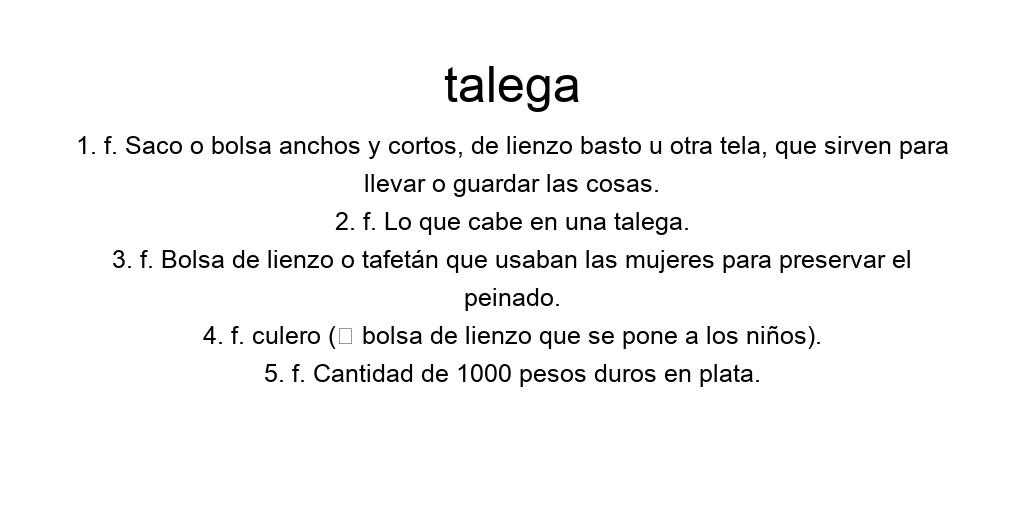 talega
1. f. Saco o bolsa anchos y cortos, de lienzo basto u otra tela, que sirven para
llevar o guardar las cosas.
2. f. Lo que cabe en una talega.
3. f. Bolsa de lienzo o tafetán que usaban las mujeres para preservar el
peinado.
4. f. culero (▯ bolsa de lienzo que se pone a los niños).
5. f. Cantidad de 1000 pesos duros en plata.